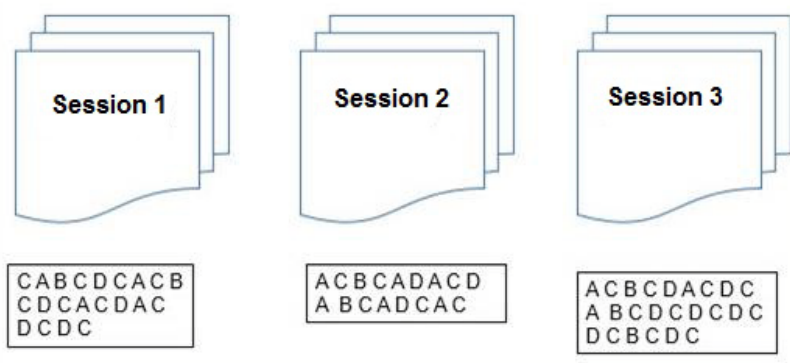 Session 1
Session 2
Session 3
C A B C D C A C B
C D C A C D A C
D C D C
A C B C A D A C D
A B C A D C A C
A C B C D A C D C
A B C D C D C D C
D C B C D C